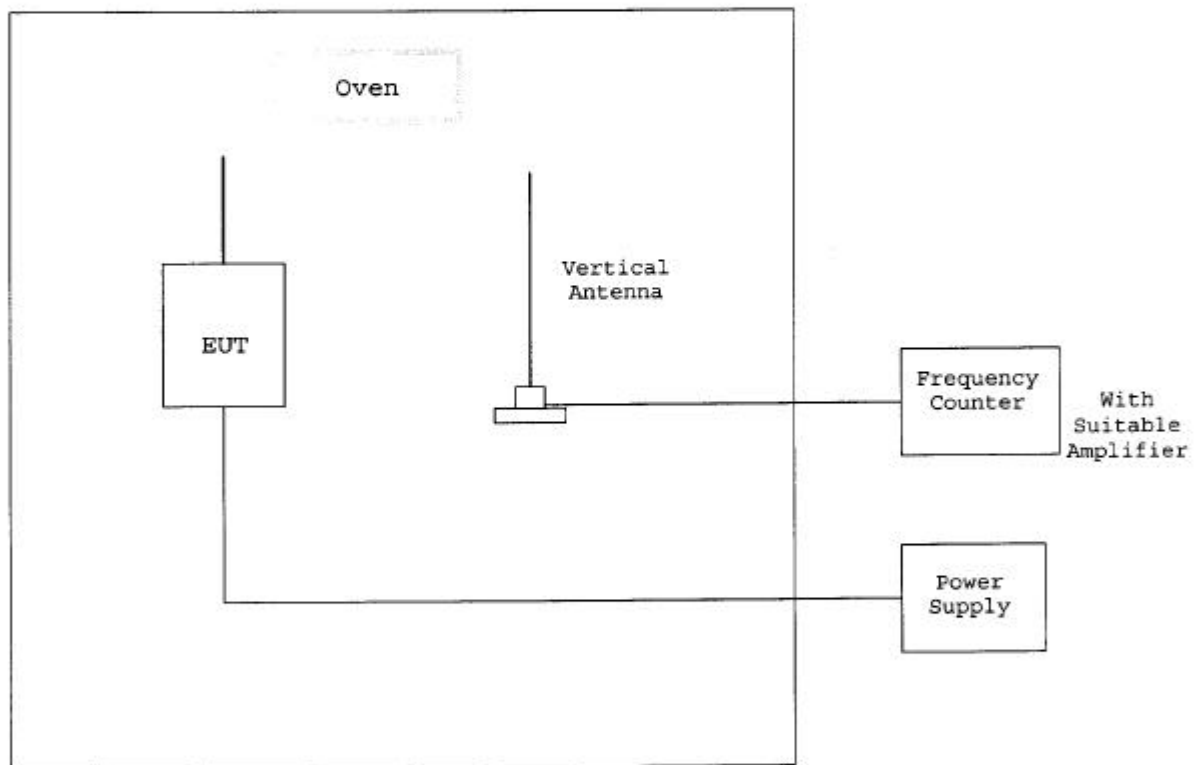 Oven
Vertical
Antenna
EUT
Frequency
Counter
With
Suitable
Amplifier
Power
Supply